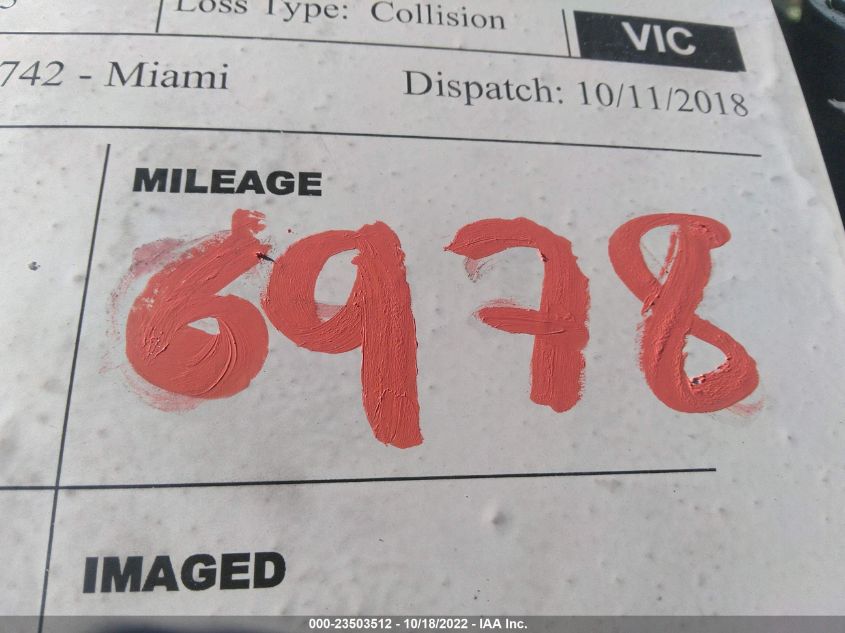 Loss Type: Collision
VIC
742 - Miami
Dispatch: 10/11/2018
MILEAGE
6978
IMAGED
000-23503512 - 10/18/2022 - IAA Inc.